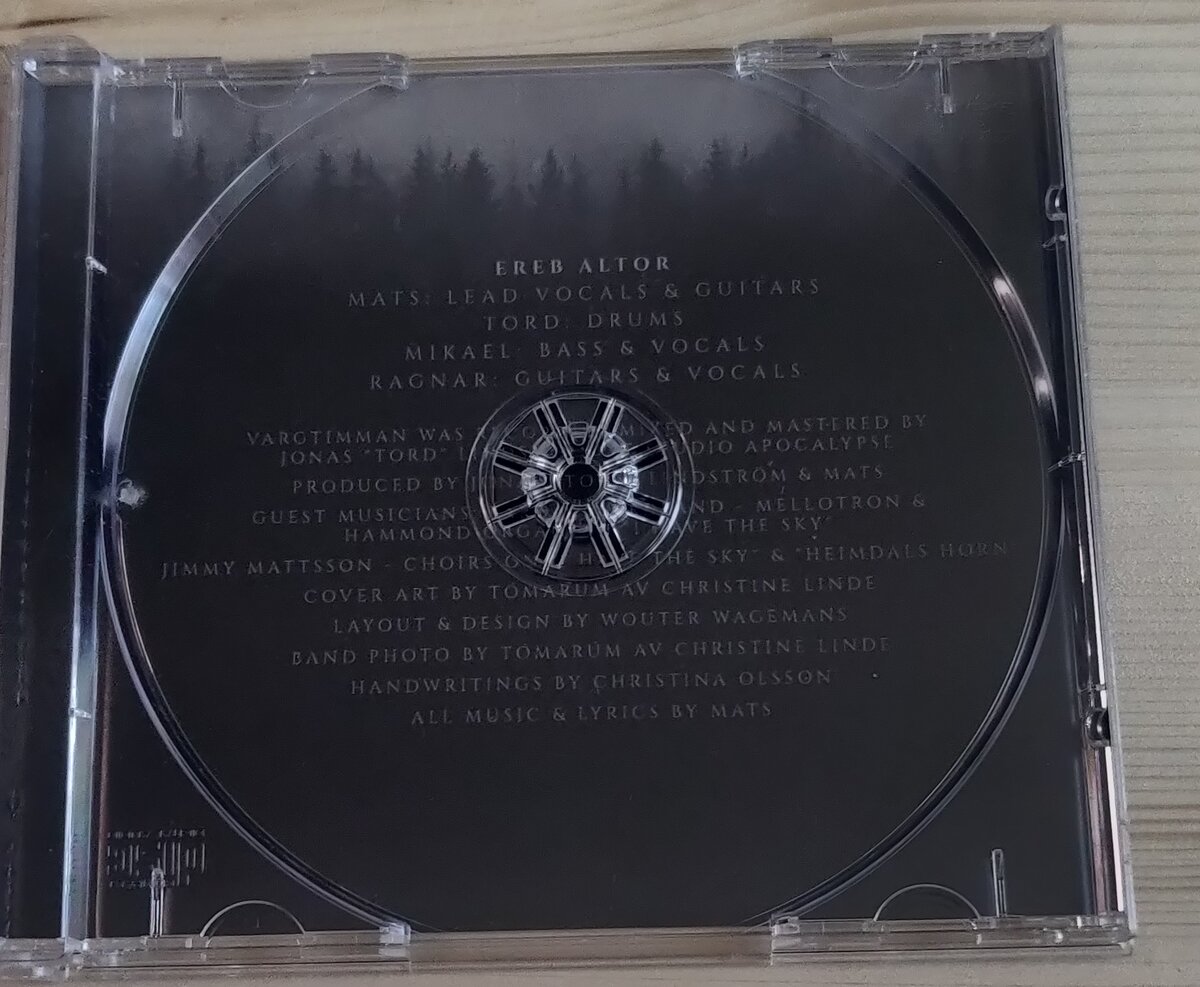 EREB ALTOR
MATS: LEAD VOCALS & GUITARS
TORD: DRUMS
MIKAEL: BASS & VOCALS
RAGNAR: GUITARS & VOCALS
VARGTIMMAN WAS MIXED AND MASTERED BY
JONAS "TORD" APOCALYPSE
PRODUCED BY & MATS
GUEST MUSICIANS - MELLOTRON &
HAMMOND THE SKY"
JIMMY MATTSSON - CHOIRS THE SKY" & "HEIMDALS HORN"
COVER ART BY TOMARUM AV CHRISTINE LINDE
LAYOUT & DESIGN BY WOUTER WAGEMANS
BAND PHOTO BY TOMARUM AV CHRISTINE LINDE
HANDWRITINGS BY CHRISTINA OLSSON
ALL MUSIC & LYRICS BY MATS